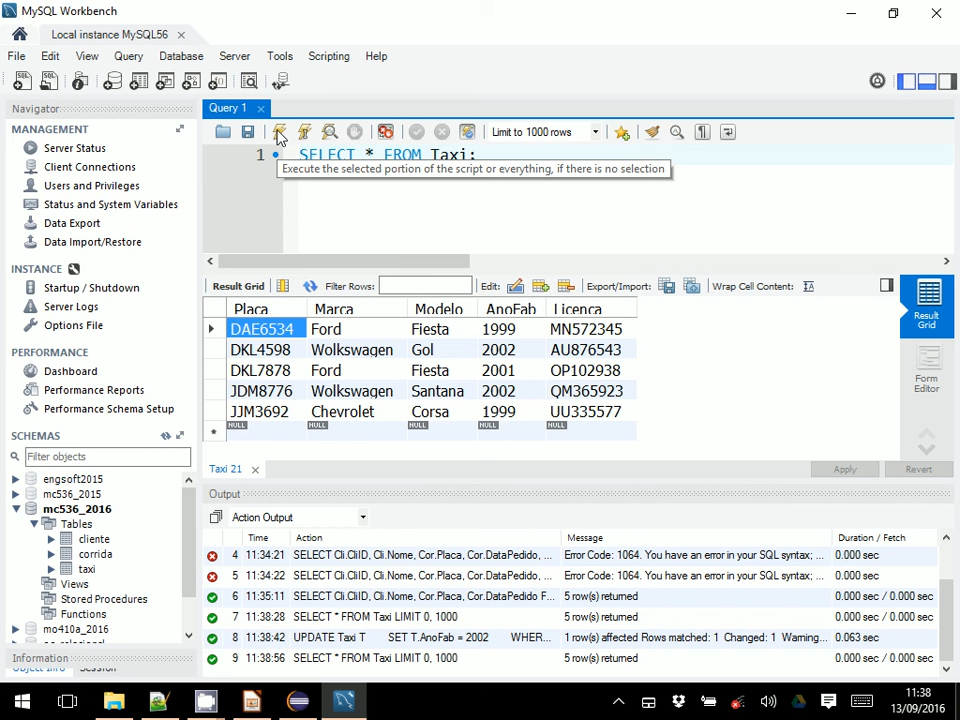 MySQL Workbench
Local instance MySQL56
File Edit View Query Database Server Tools Scripting Help
Navigator
MANAGEMENT
Server Status
Client Connections
Users and Privileges
Status and System Variables
Data Export
Data Import/Restore
INSTANCE
Startup / Shutdown
Server Logs
Options File
PERFORMANCE
Dashboard
Performance Reports
Performance Schema Setup
SCHEMAS
Filter objects
engsoft2015
mc536_2015
mc536_2016
Tables
cliente
corrida
taxi
Views
Stored Procedures
Functions
mo410a_2016
Information
Object Info Session
Query 1
Limit to 1000 rows
1 SELECT * FROM Taxi;
Execute the selected portion of the script or everything, if there is no selection
Result Grid Filter Rows: Edit: Export/Import: Wrap Cell Content:
Placa Marca Modelo AnoFab Licenca
DAE6534 Ford Fiesta 1999 MN572345
DKL4598 Wolkswagen Gol 2002 AU876543
DKL7878 Ford Fiesta 2001 OP102938
JDM8776 Wolkswagen Santana 2002 QM365923
JJM3692 Chevrolet Corsa 1999 UU335577
NULL NULL NULL NULL NULL
Result Grid
Form Editor
Taxi 21 Apply Revert
Output
Action Output
Time Action Message Duration / Fetch
4 11:34:21 SELECT Cli.CliID, Cli.Nome, Cor.Placa, Cor.DataPedido, ... Error Code: 1064. You have an error in your SQL syntax; ... 0.000 sec
5 11:34:22 SELECT Cli.CliID, Cli.Nome, Cor.Placa, Cor.DataPedido, ... Error Code: 1064. You have an error in your SQL syntax; ... 0.000 sec
6 11:35:11 SELECT Cli.CliID, Cli.Nome, Cor.Placa, Cor.DataPedido F... 5 row(s) returned 0.000 sec / 0.000 sec
7 11:38:28 SELECT * FROM Taxi LIMIT 0, 1000 5 row(s) returned 0.000 sec / 0.000 sec
8 11:38:42 UPDATE Taxi T SET T.AnoFab = 2002 WHER... 1 row(s) affected Rows matched: 1 Changed: 1 Warning... 0.063 sec
9 11:38:56 SELECT * FROM Taxi LIMIT 0, 1000 5 row(s) returned 0.000 sec / 0.000 sec
11:38
13/09/2016